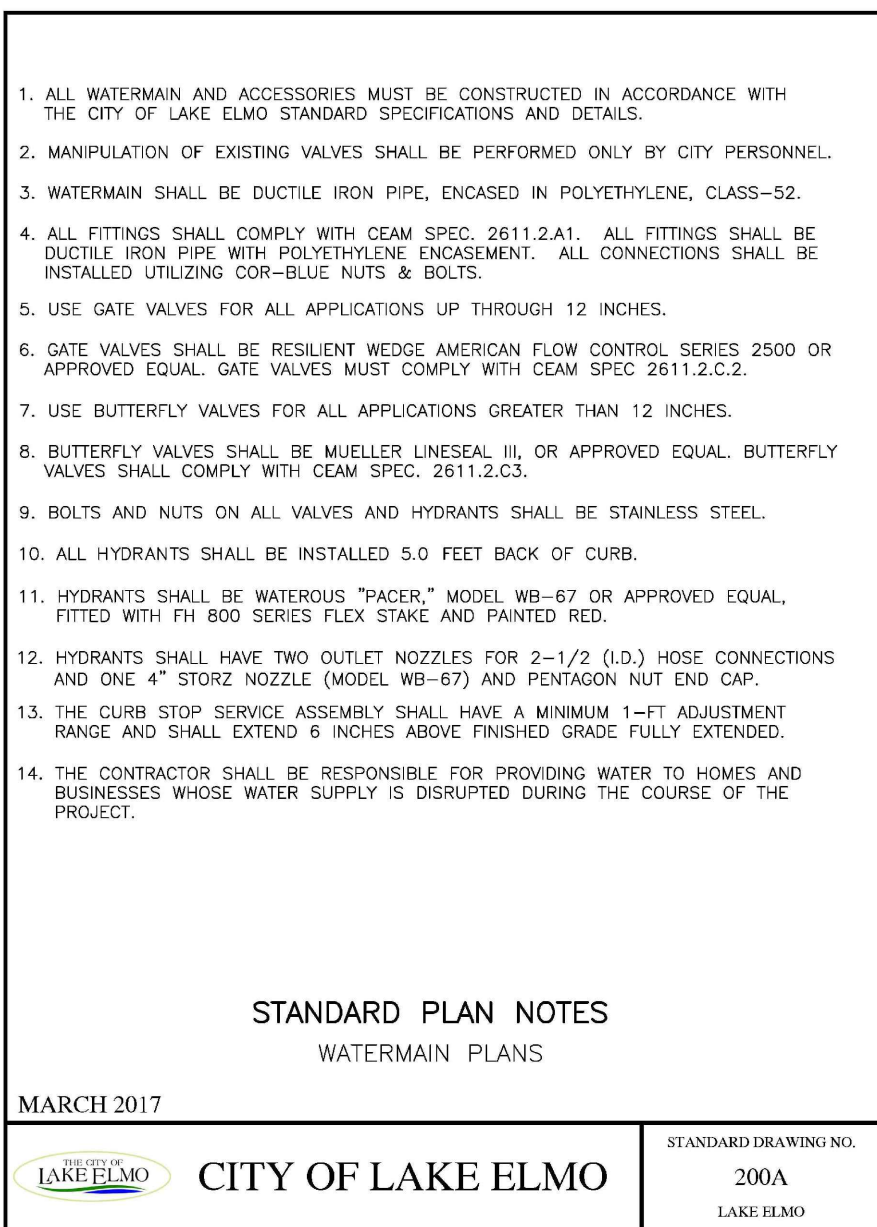 1. ALL WATERMAIN AND ACCESSORIES MUST BE CONSTRUCTED IN ACCORDANCE WITH
THE CITY OF LAKE ELMO STANDARD SPECIFICATIONS AND DETAILS.
2. MANIPULATION OF EXISTING VALVES SHALL BE PERFORMED ONLY BY CITY PERSONNEL.
3. WATERMAIN SHALL BE DUCTILE IRON PIPE, ENCASED IN POLYETHYLENE, CLASS-52.
4. ALL FITTINGS SHALL COMPLY WITH CEAM SPEC. 2611.2.A1. ALL FITTINGS SHALL BE
DUCTILE IRON PIPE WITH POLYETHYLENE ENCASEMENT. ALL CONNECTIONS SHALL BE
INSTALLED UTILIZING COR-BLUE NUTS & BOLTS.
5. USE GATE VALVES FOR ALL APPLICATIONS UP THROUGH 12 INCHES.
6. GATE VALVES SHALL BE RESILIENT WEDGE AMERICAN FLOW CONTROL SERIES 2500 OR
APPROVED EQUAL. GATE VALVES MUST COMPLY WITH CEAM SPEC 2611.2.C.2.
7. USE BUTTERFLY VALVES FOR ALL APPLICATIONS GREATER THAN 12 INCHES.
8. BUTTERFLY VALVES SHALL BE MUELLER LINESEAL III, OR APPROVED EQUAL. BUTTERFLY
VALVES SHALL COMPLY WITH CEAM SPEC. 2611.2.C3.
9. BOLTS AND NUTS ON ALL VALVES AND HYDRANTS SHALL BE STAINLESS STEEL.
10. ALL HYDRANTS SHALL BE INSTALLED 5.0 FEET BACK OF CURB.
11. HYDRANTS SHALL BE WATEROUS "PACER," MODEL WB-67 OR APPROVED EQUAL,
FITTED WITH FH 800 SERIES FLEX STAKE AND PAINTED RED.
12. HYDRANTS SHALL HAVE TWO OUTLET NOZZLES FOR 2-1/2 (I.D.) HOSE CONNECTIONS
AND ONE 4" STORZ NOZZLE (MODEL WB-67) AND PENTAGON NUT END CAP.
13. THE CURB STOP SERVICE ASSEMBLY SHALL HAVE A MINIMUM 1-FT ADJUSTMENT
RANGE AND SHALL EXTEND 6 INCHES ABOVE FINISHED GRADE FULLY EXTENDED.
14. THE CONTRACTOR SHALL BE RESPONSIBLE FOR PROVIDING WATER TO HOMES AND
BUSINESSES WHOSE WATER SUPPLY IS DISRUPTED DURING THE COURSE OF THE
PROJECT.
STANDARD PLAN NOTES
WATERMAIN PLANS
MARCH 2017
THE CITY OF
LAKE ELMO
CITY OF LAKE ELMO
STANDARD DRAWING NO.
200A
LAKE ELMO